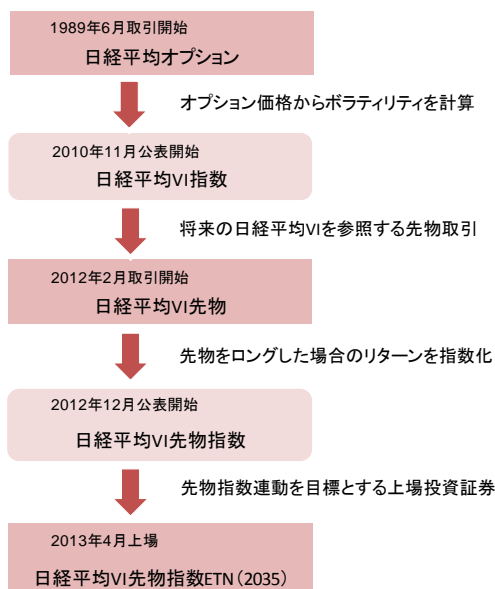 1989年6月取引開始
日経平均オプション
オプション価格からボラティリティを計算
2010年11月公表開始
日経平均VI指数
将来の日経平均VIを参照する先物取引
2012年2月取引開始
日経平均VI先物
先物をロングした場合のリターンを指数化
2012年12月公表開始
日経平均VI先物指数
先物指数連動を目標とする上場投資証券
2013年4月上場
日経平均VI先物指数ETN（2035）